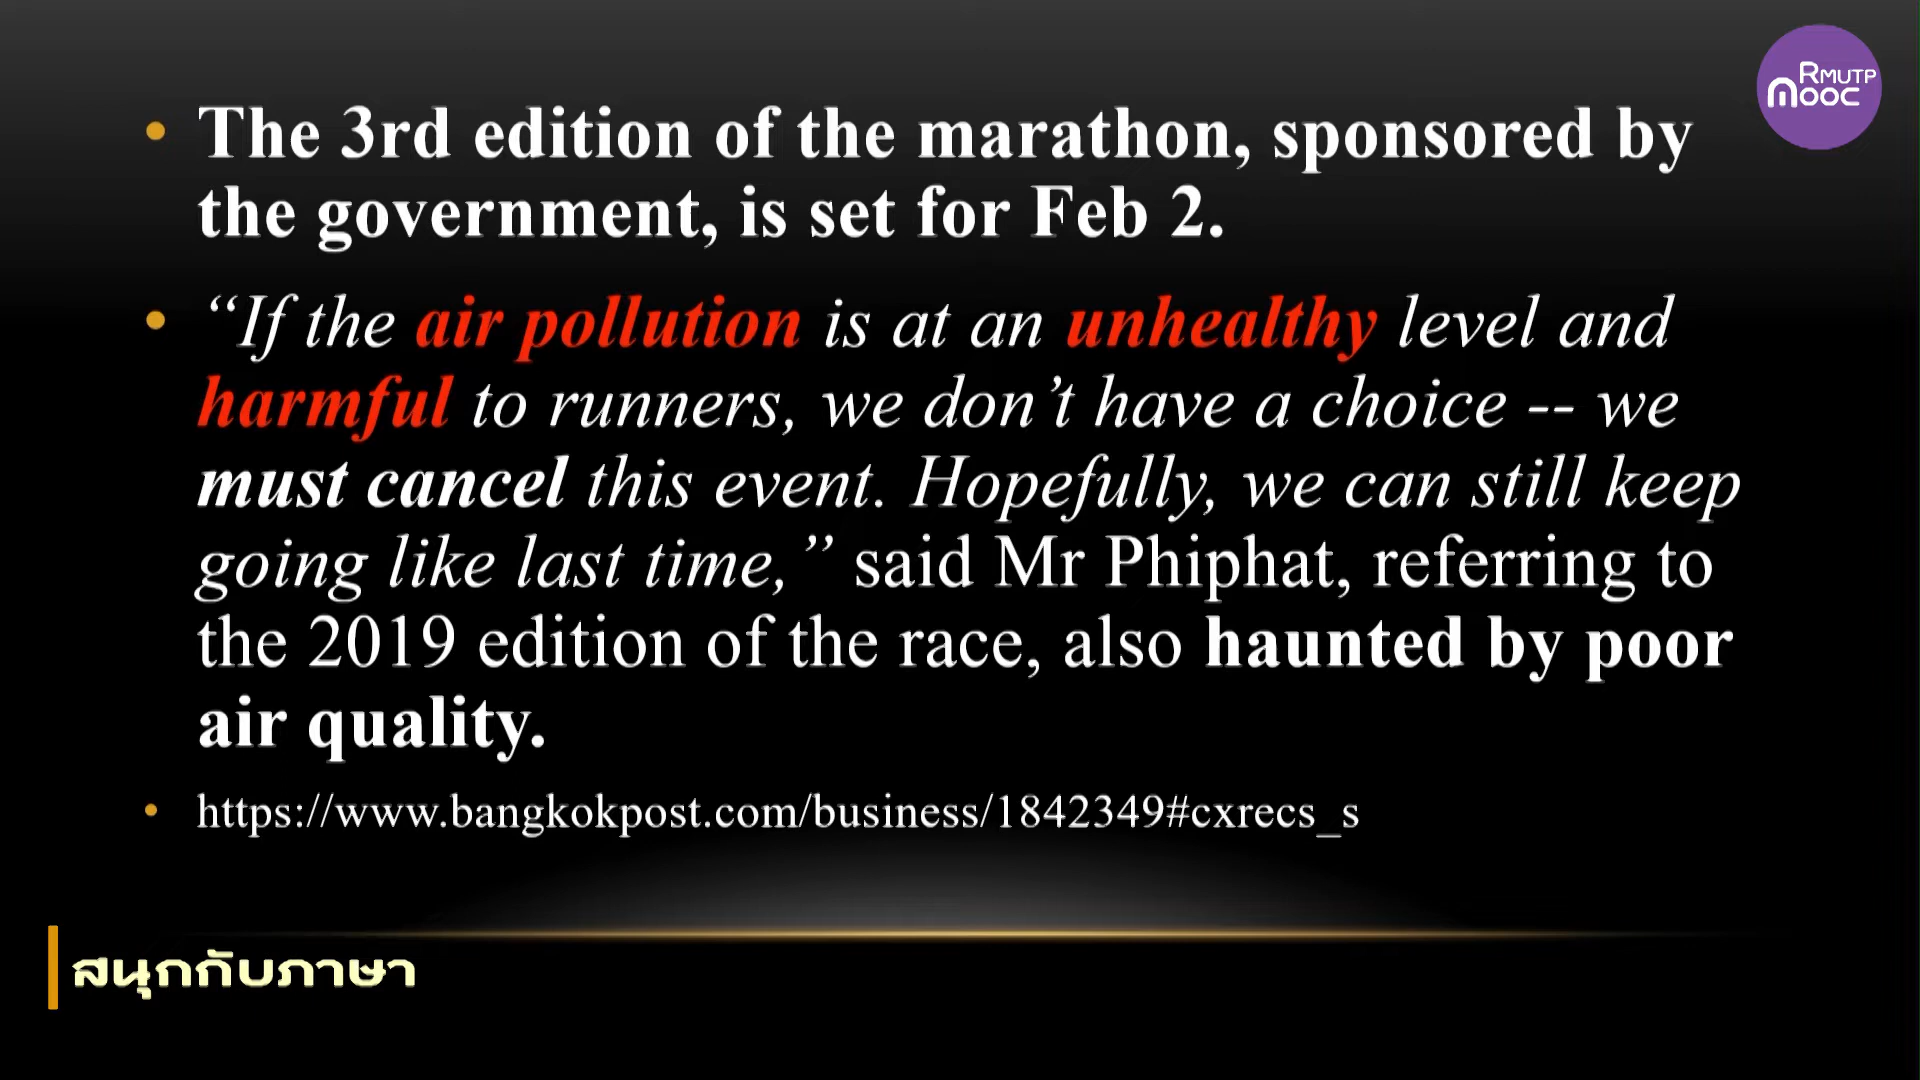 RMUTP
MOOC
• The 3rd edition of the marathon, sponsored by
the government, is set for Feb 2.
• “If the air pollution is at an unhealthy level and
harmful to runners, we don’t have a choice -- we
must cancel this event. Hopefully, we can still keep
going like last time,” said Mr Phiphat, referring to
the 2019 edition of the race, also haunted by poor
air quality.
• https://www.bangkokpost.com/business/1842349#cxrecs_s
สนุกกับภาษา